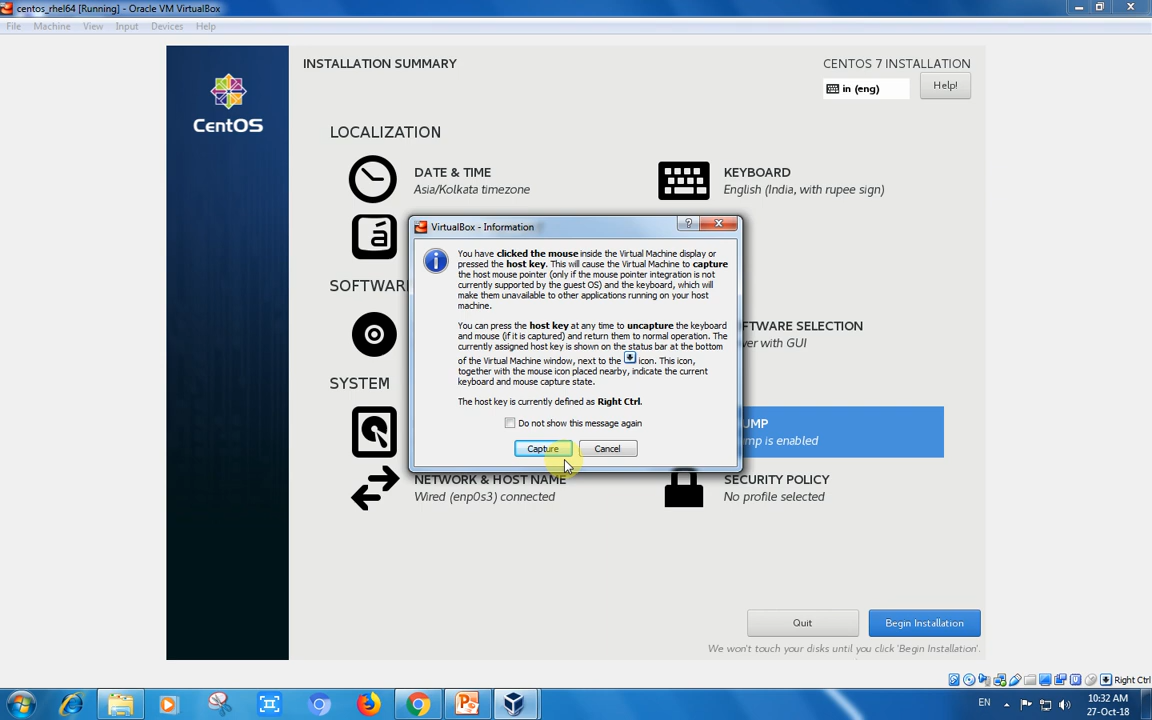 centos_rhel64 [Running] - Oracle VM VirtualBox
File Machine View Input Devices Help
INSTALLATION SUMMARY
CENTOS 7 INSTALLATION
in (eng)
Help!
CentOS
LOCALIZATION
DATE & TIME
Asia/Kolkata timezone
KEYBOARD
English (India, with rupee sign)
VirtualBox - Information
You have clicked the mouse inside the Virtual Machine display or
pressed the host key. This will cause the Virtual Machine to capture
the host mouse pointer (only if the mouse pointer integration is not
currently supported by the guest OS) and the keyboard, which will
make them unavailable to other applications running on your host
machine.
You can press the host key at any time to uncapture the keyboard
and mouse (if it is captured) and return them to normal operation. The
currently assigned host key is shown on the status bar at the bottom
of the Virtual Machine window, next to the icon. This icon,
together with the mouse icon placed nearby, indicate the current
keyboard and mouse capture state.
The host key is currently defined as Right Ctrl.
Do not show this message again
Capture
Cancel
SOFTWAR
FTWARE SELECTION
ver with GUI
SYSTEM
UMP
mp is enabled
NETWORK & HOST NAME
Wired (enp0s3) connected
SECURITY POLICY
No profile selected
Quit
Begin Installation
We won't touch your disks until you click 'Begin Installation'.
Right Ctrl
EN
10:32 AM
27-Oct-18